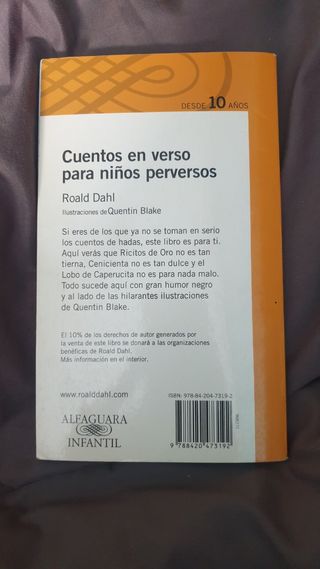 DESDE 10 AÑOS
Cuentos en verso
para niños perversos
Roald Dahl
Ilustraciones de Quentin Blake
Si eres de los que ya no se toman en serio
los cuentos de hadas, este libro es para ti.
Aquí verás que Ricitos de Oro no es tan
tierna, Cenicienta no es tan dulce y el
Lobo de Caperucita no es para nada malo.
Todo sucede aquí con gran humor negro
y al lado de las hilarantes ilustraciones
de Quentin Blake.
El 10% de los derechos de autor generados por
la venta de este libro se donará a las organizaciones
benéficas de Roald Dahl.
Más información en el interior.
www.roalddahl.com
ISBN: 978-84-204-7319-2
9 788420 473192
ALFAGUARA
INFANTIL